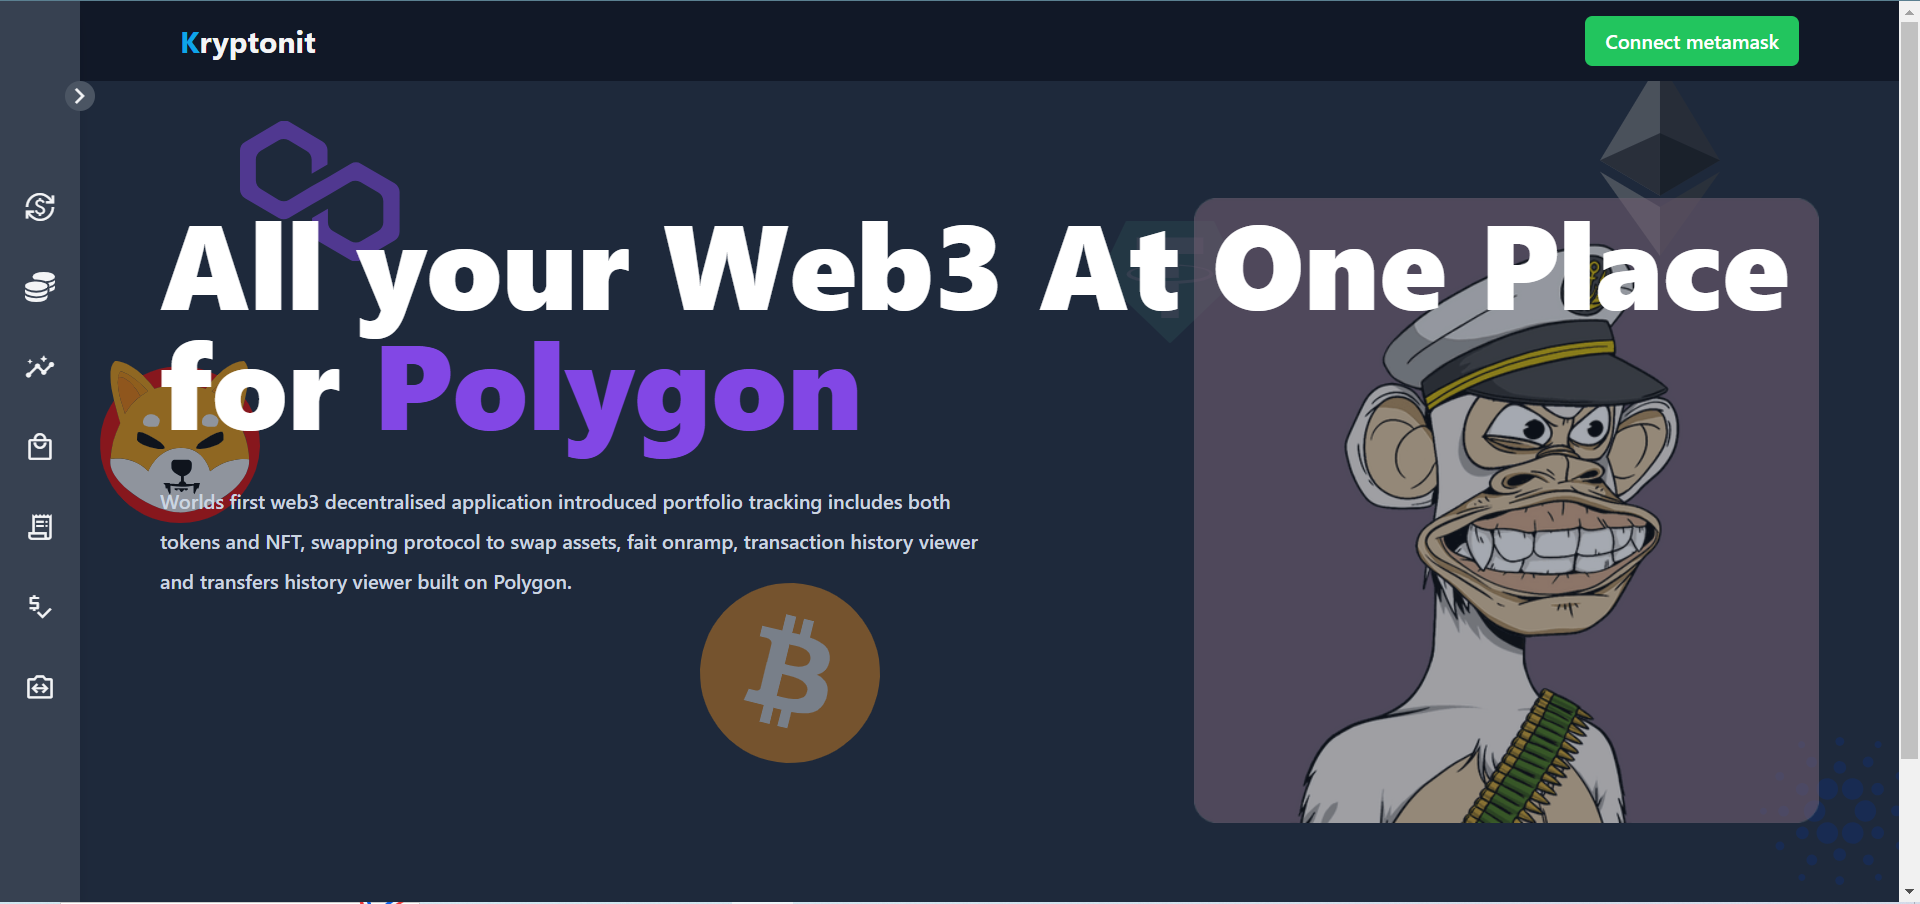 Kryptonit
Connect metamask
All your Web3 At One Place
for Polygon
Worlds first web3 decentralised application introduced portfolio tracking includes both
tokens and NFT, swapping protocol to swap assets, fait onramp, transaction history viewer
and transfers history viewer built on Polygon.